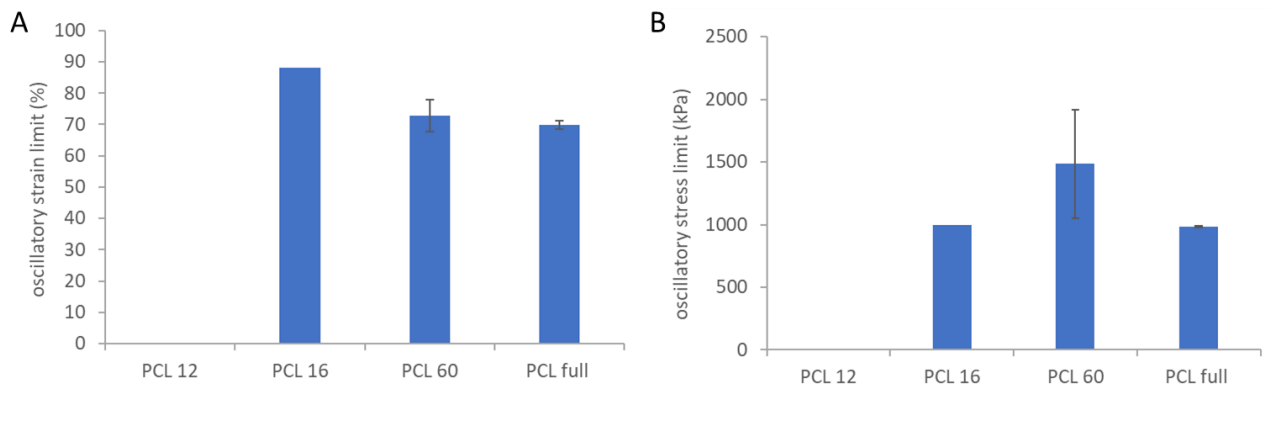 A
oscillatory strain limit (%)
100
90
80
70
60
50
40
30
20
10
0
PCL 12 PCL 16 PCL 60 PCL full
B
oscillatory stress limit (kPa)
2500
2000
1500
1000
500
0
PCL 12 PCL 16 PCL 60 PCL full